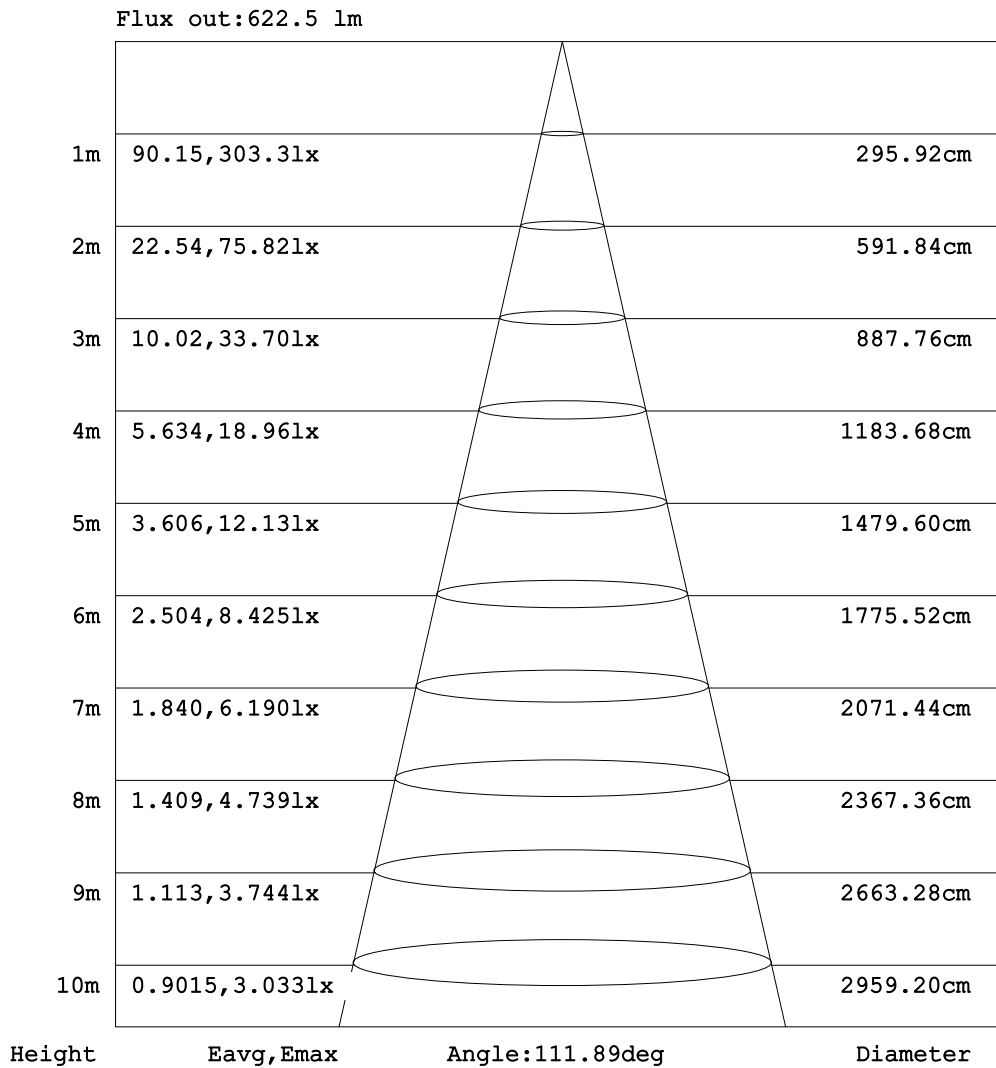 Flux out:622.5 lm
1m 90.15,303.3lx 295.92cm
2m 22.54,75.82lx 591.84cm
3m 10.02,33.70lx 887.76cm
4m 5.634,18.96lx 1183.68cm
5m 3.606,12.13lx 1479.60cm
6m 2.504,8.425lx 1775.52cm
7m 1.840,6.190lx 2071.44cm
8m 1.409,4.739lx 2367.36cm
9m 1.113,3.744lx 2663.28cm
10m 0.9015,3.033lx 2959.20cm
Height Eavg,Emax Angle:111.89deg Diameter